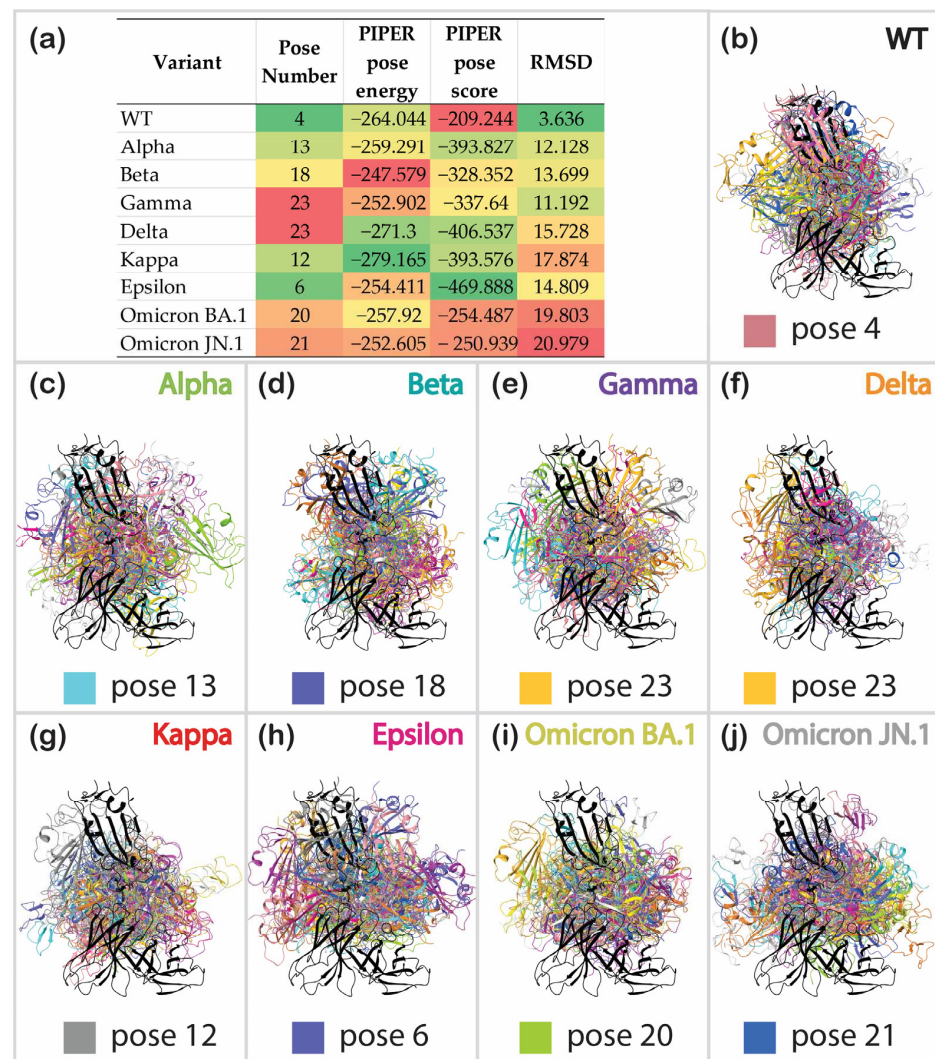 (a)
Variant | Pose Number | PIPER pose energy | PIPER pose score | RMSD
WT | 4 | −264.044 | −209.244 | 3.636
Alpha | 13 | −259.291 | −393.827 | 12.128
Beta | 18 | −247.579 | −328.352 | 13.699
Gamma | 23 | −252.902 | −337.64 | 11.192
Delta | 23 | −271.3 | −406.537 | 15.728
Kappa | 12 | −279.165 | −393.576 | 17.874
Epsilon | 6 | −254.411 | −469.888 | 14.809
Omicron BA.1 | 20 | −257.92 | −254.487 | 19.803
Omicron JN.1 | 21 | −252.605 | − 250.939 | 20.979
(b) WT
pose 4
(c) Alpha
pose 13
(d) Beta
pose 18
(e) Gamma
pose 23
(f) Delta
pose 23
(g) Kappa
pose 12
(h) Epsilon
pose 6
(i) Omicron BA.1
pose 20
(j) Omicron JN.1
pose 21